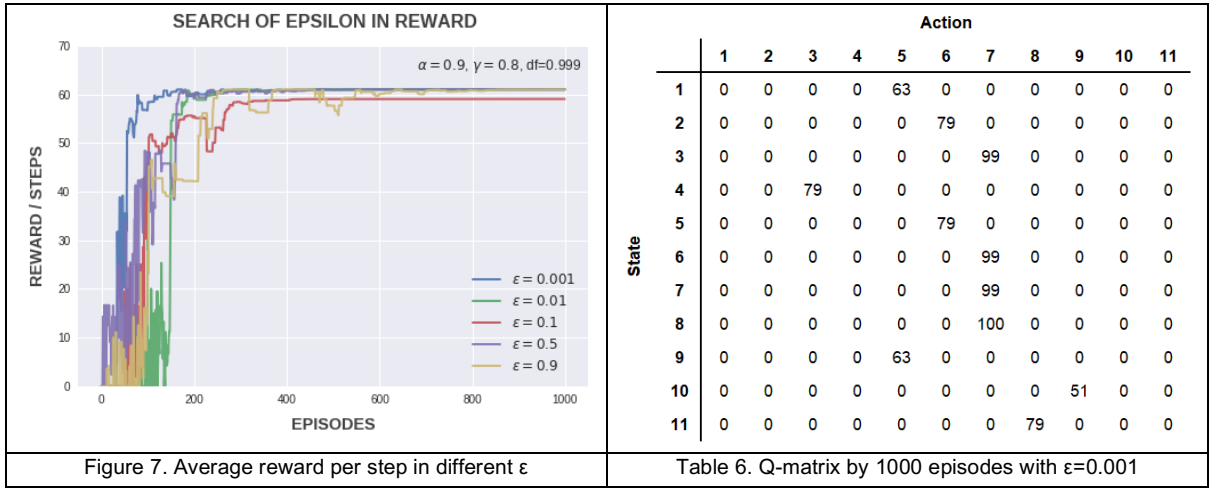 SEARCH OF EPSILON IN REWARD
70
α = 0.9, γ = 0.8, df=0.999
60
50
40
30
20
10
0
REWARD / STEPS
ε = 0.001
ε = 0.01
ε = 0.1
ε = 0.5
ε = 0.9
0 200 400 600 800 1000
EPISODES
Figure 7. Average reward per step in different ε
Action
1 2 3 4 5 6 7 8 9 10 11
State
1 0 0 0 0 63 0 0 0 0 0 0
2 0 0 0 0 0 79 0 0 0 0 0
3 0 0 0 0 0 0 99 0 0 0 0
4 0 0 79 0 0 0 0 0 0 0 0
5 0 0 0 0 0 79 0 0 0 0 0
6 0 0 0 0 0 0 99 0 0 0 0
7 0 0 0 0 0 0 99 0 0 0 0
8 0 0 0 0 0 0 100 0 0 0 0
9 0 0 0 0 63 0 0 0 0 0 0
10 0 0 0 0 0 0 0 0 51 0 0
11 0 0 0 0 0 0 0 79 0 0 0
Table 6. Q-matrix by 1000 episodes with ε=0.001